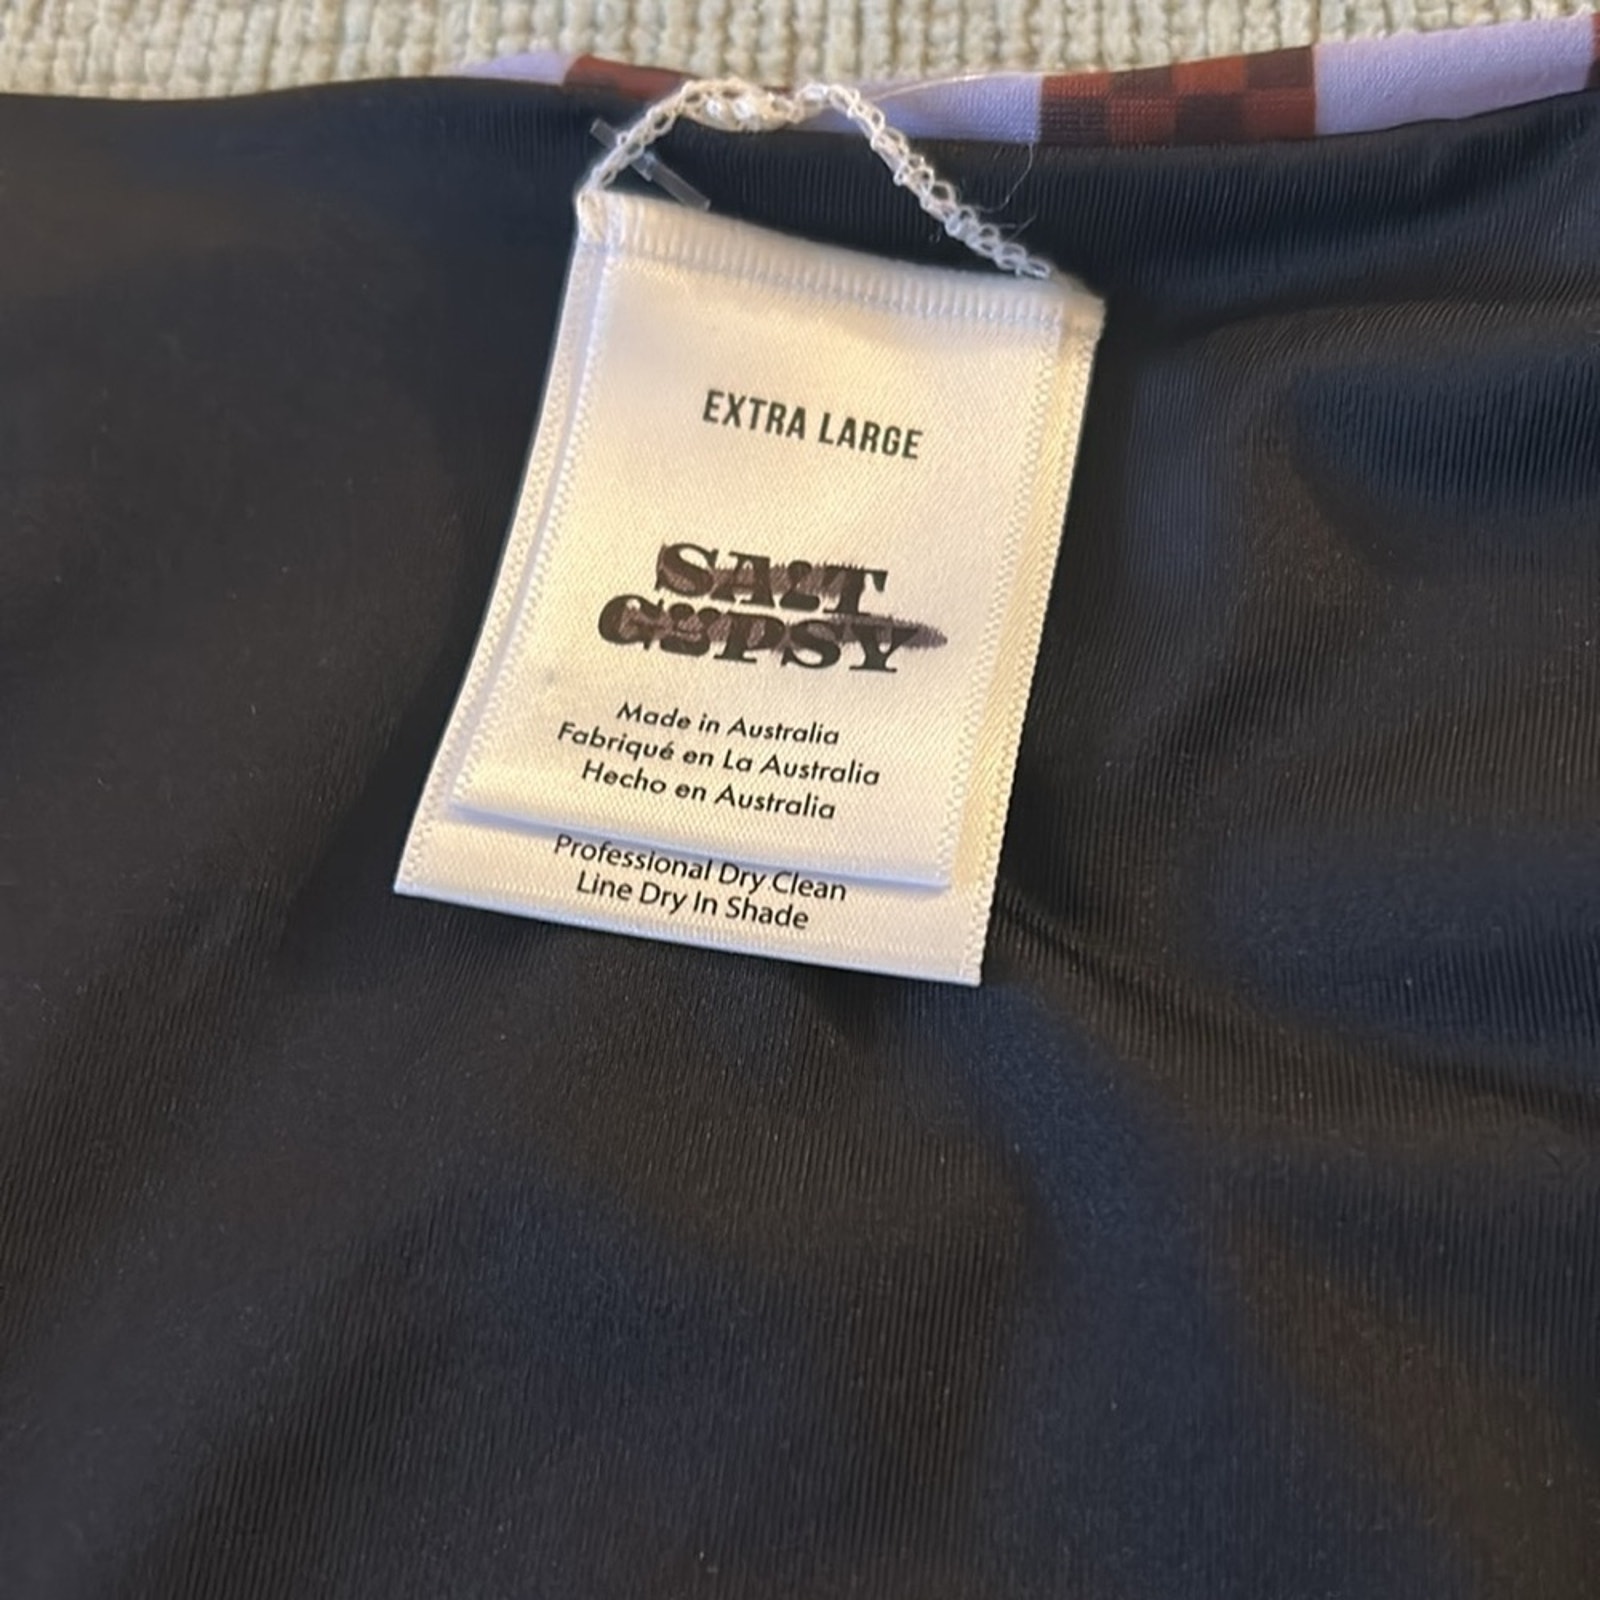 EXTRA LARGE
SALT
GYPSY
Made in Australia
Fabriqué en La Australia
Hecho en Australia
Professional Dry Clean
Line Dry In Shade